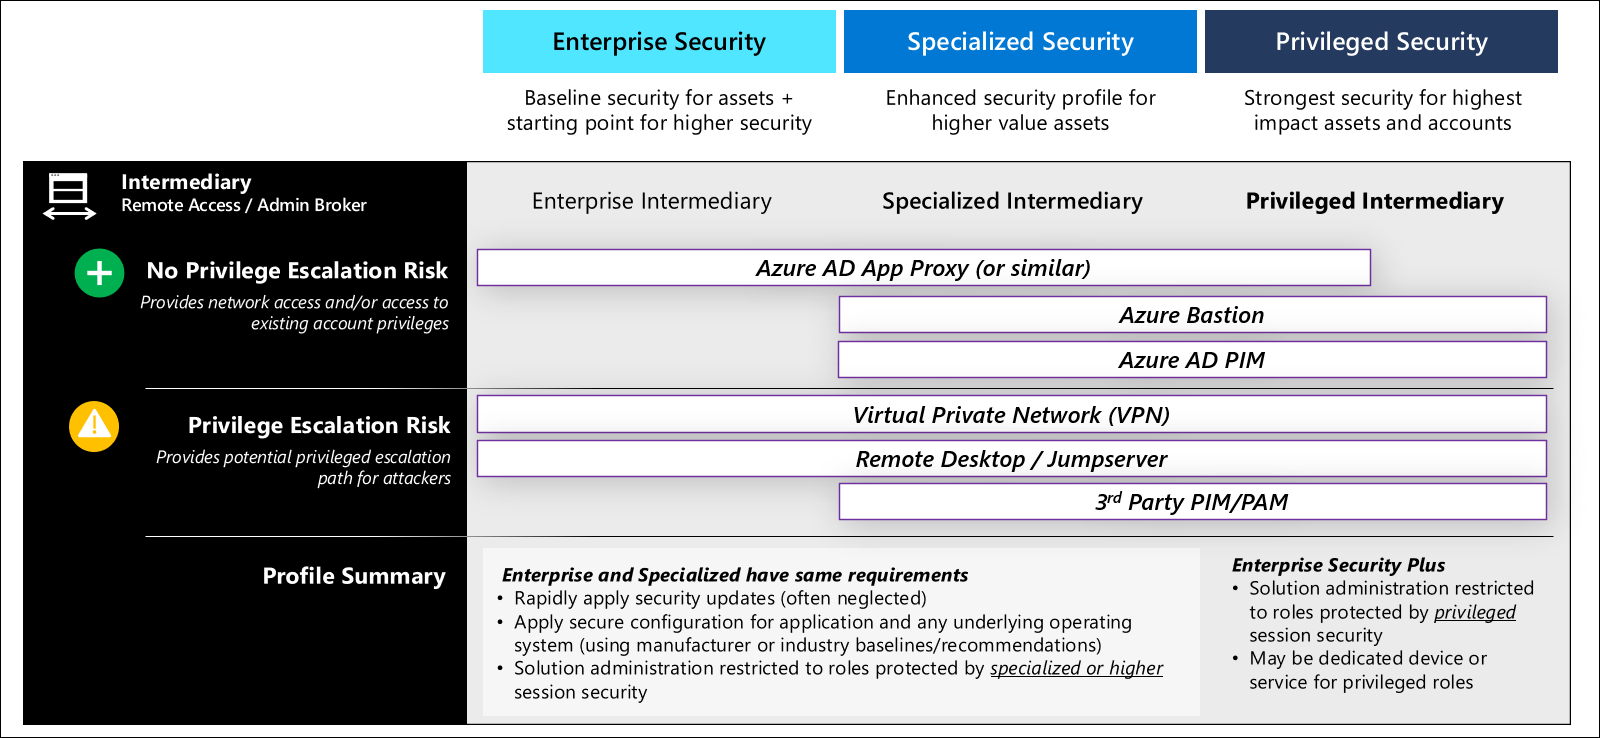 Enterprise Security
Specialized Security
Privileged Security
Baseline security for assets +
starting point for higher security
Enhanced security profile for
higher value assets
Strongest security for highest
impact assets and accounts
Intermediary
Remote Access / Admin Broker
Enterprise Intermediary
Specialized Intermediary
Privileged Intermediary
No Privilege Escalation Risk
Provides network access and/or access to
existing account privileges
Azure AD App Proxy (or similar)
Azure Bastion
Azure AD PIM
Privilege Escalation Risk
Provides potential privileged escalation
path for attackers
Virtual Private Network (VPN)
Remote Desktop / Jumpserver
3rd Party PIM/PAM
Profile Summary
Enterprise and Specialized have same requirements
• Rapidly apply security updates (often neglected)
• Apply secure configuration for application and any underlying operating
system (using manufacturer or industry baselines/recommendations)
• Solution administration restricted to roles protected by specialized or higher
session security
Enterprise Security Plus
• Solution administration restricted
to roles protected by privileged
session security
• May be dedicated device or
service for privileged roles